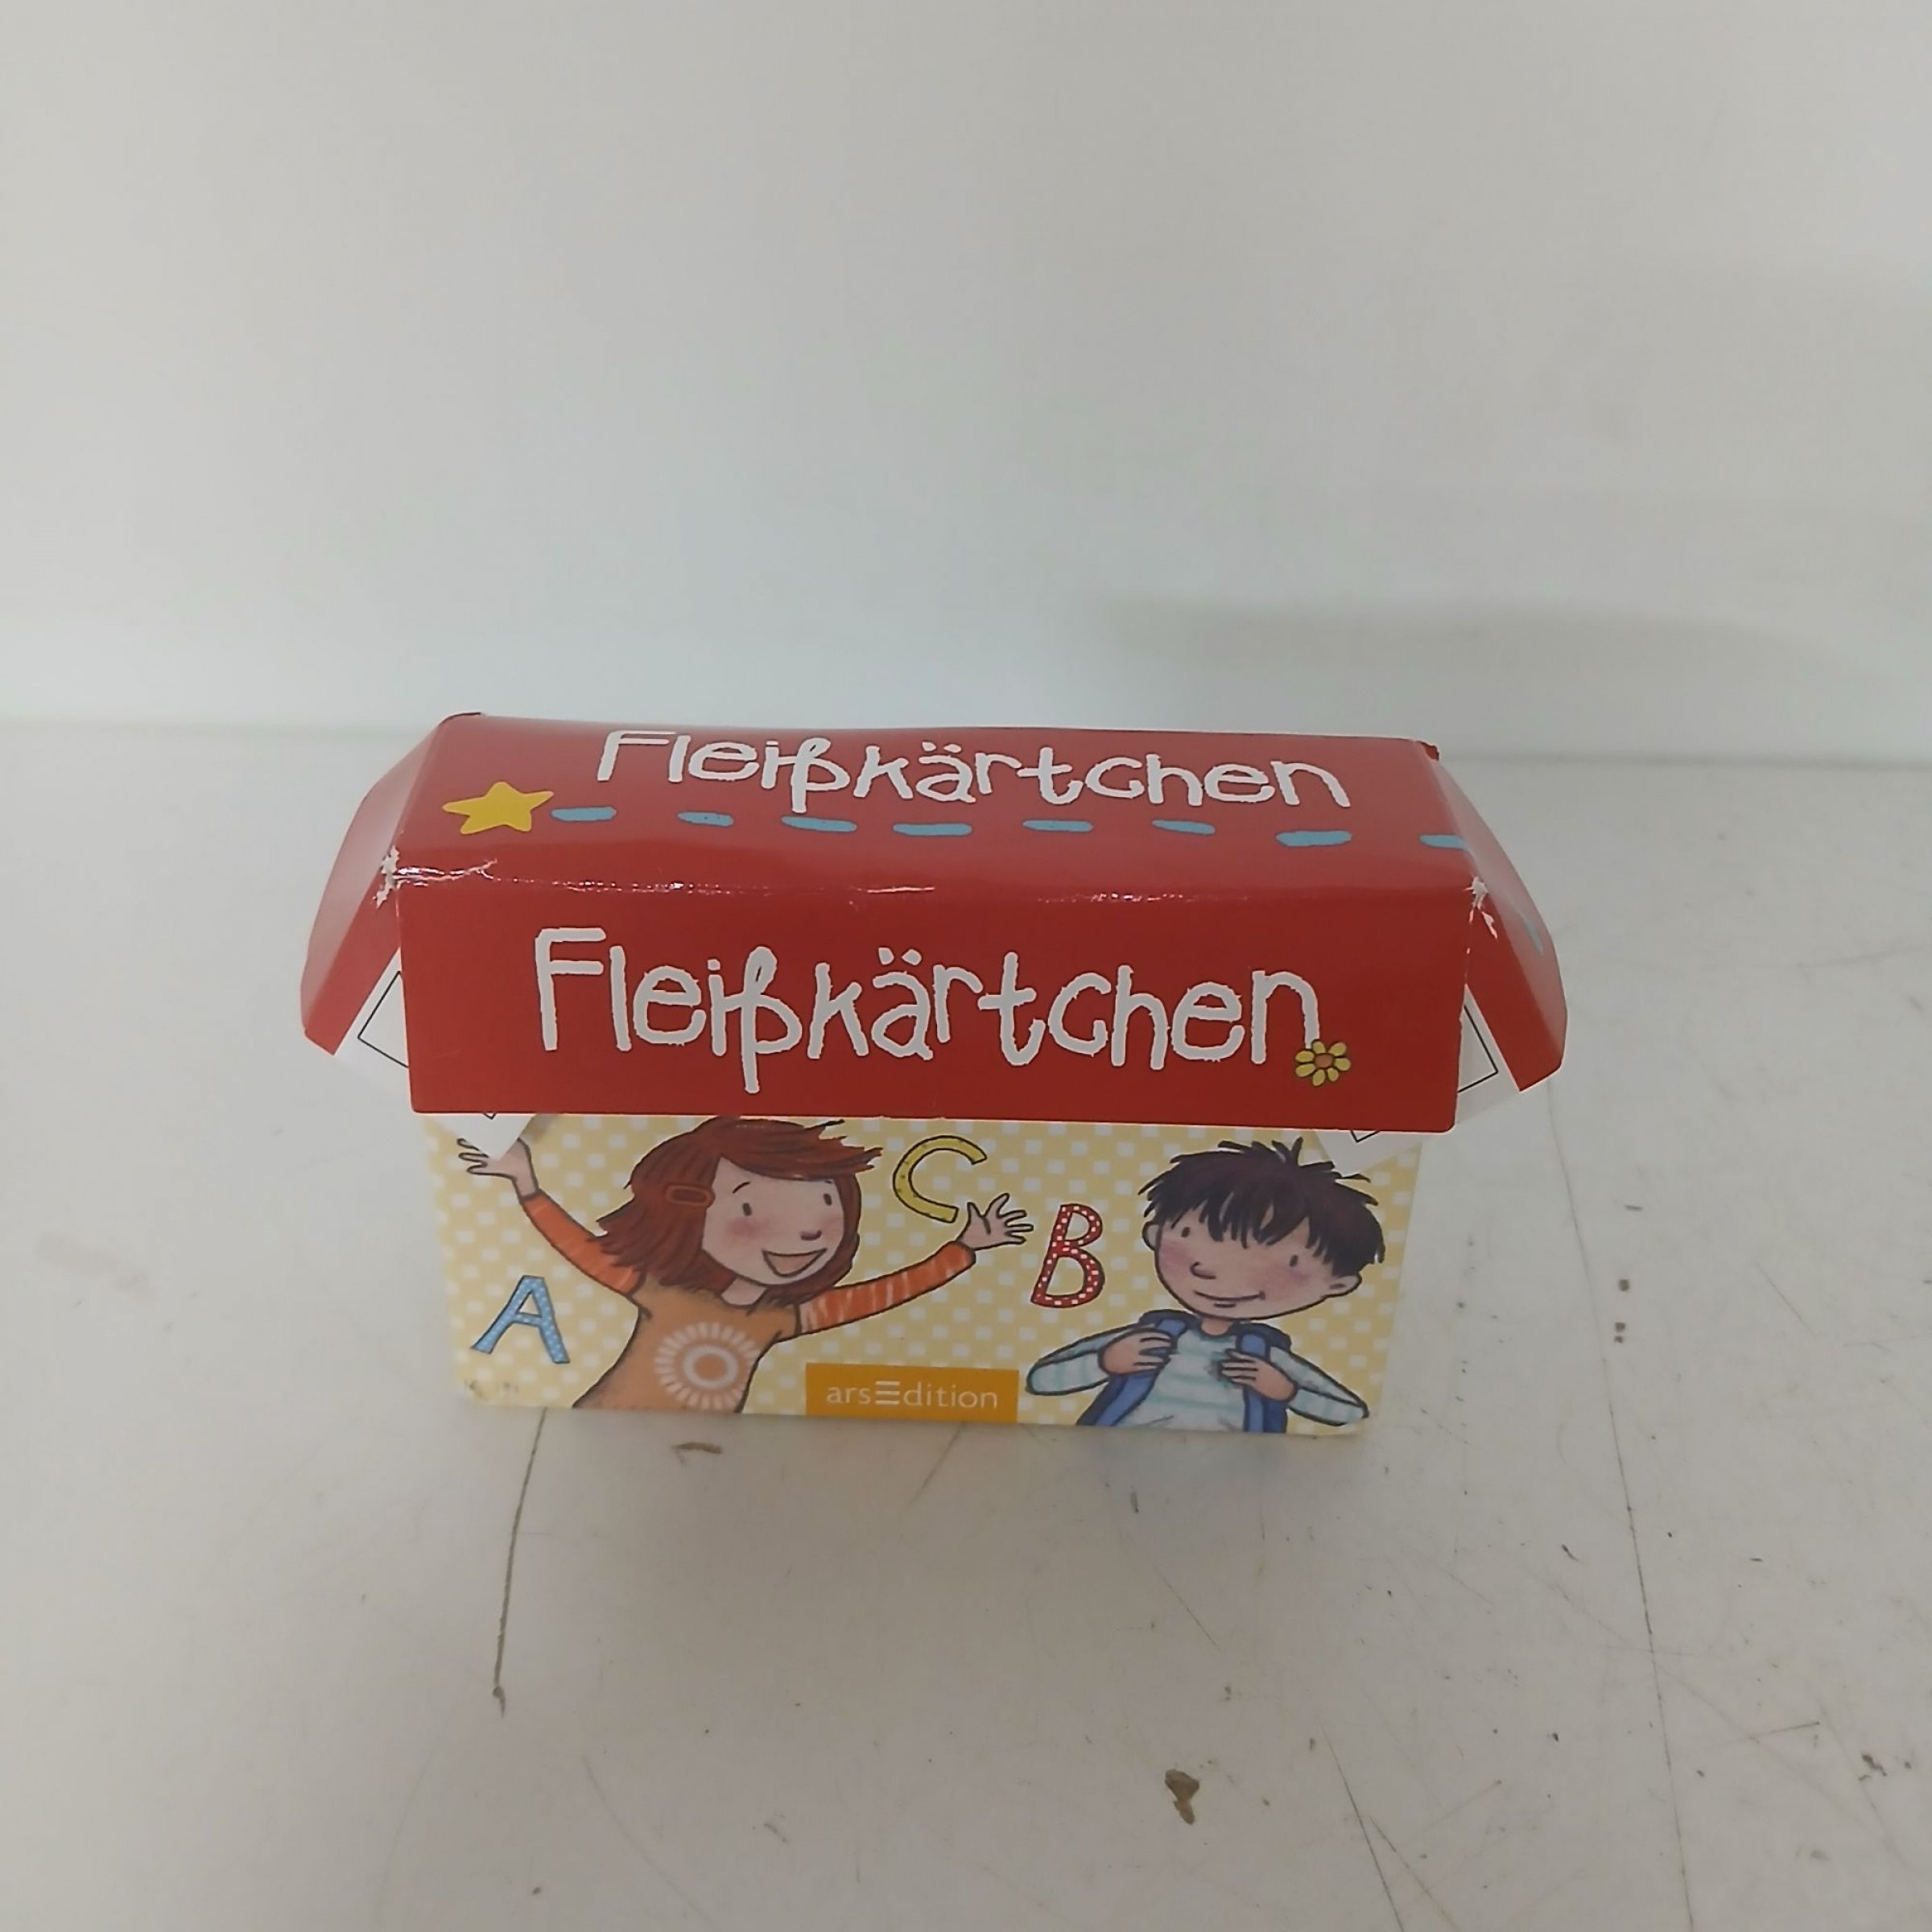 Fleißkärtchen
Fleißkärtchen
C
B
A
arsEdition